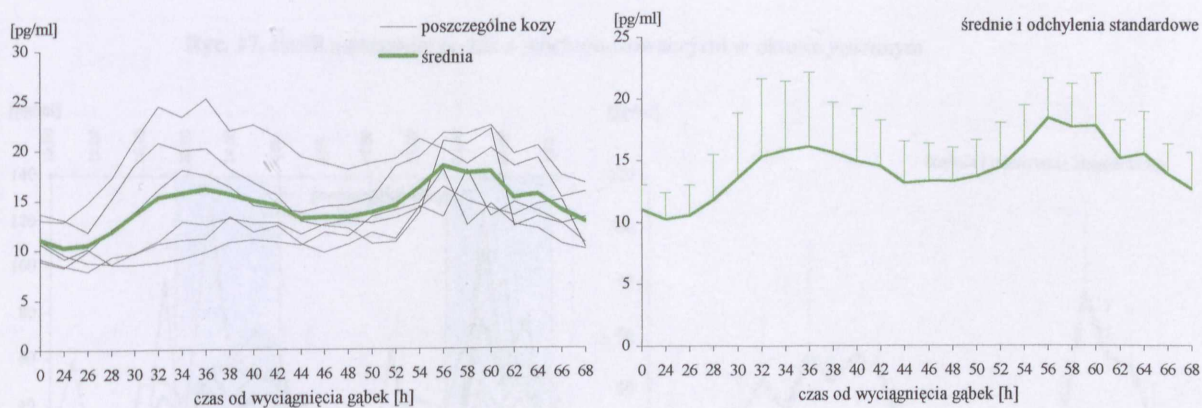 [pg/ml]
poszczególne kozy
średnia
30
25
20
15
10
5
0
0 24 26 28 30 32 34 36 38 40 42 44 46 48 50 52 54 56 58 60 62 64 66 68
czas od wyciągnięcia gąbek [h]
[pg/ml]
średnie i odchylenia standardowe
25
20
15
10
5
0
0 24 26 28 30 32 34 36 38 40 42 44 46 48 50 52 54 56 58 60 62 64 66 68
czas od wyciągnięcia gąbek [h]